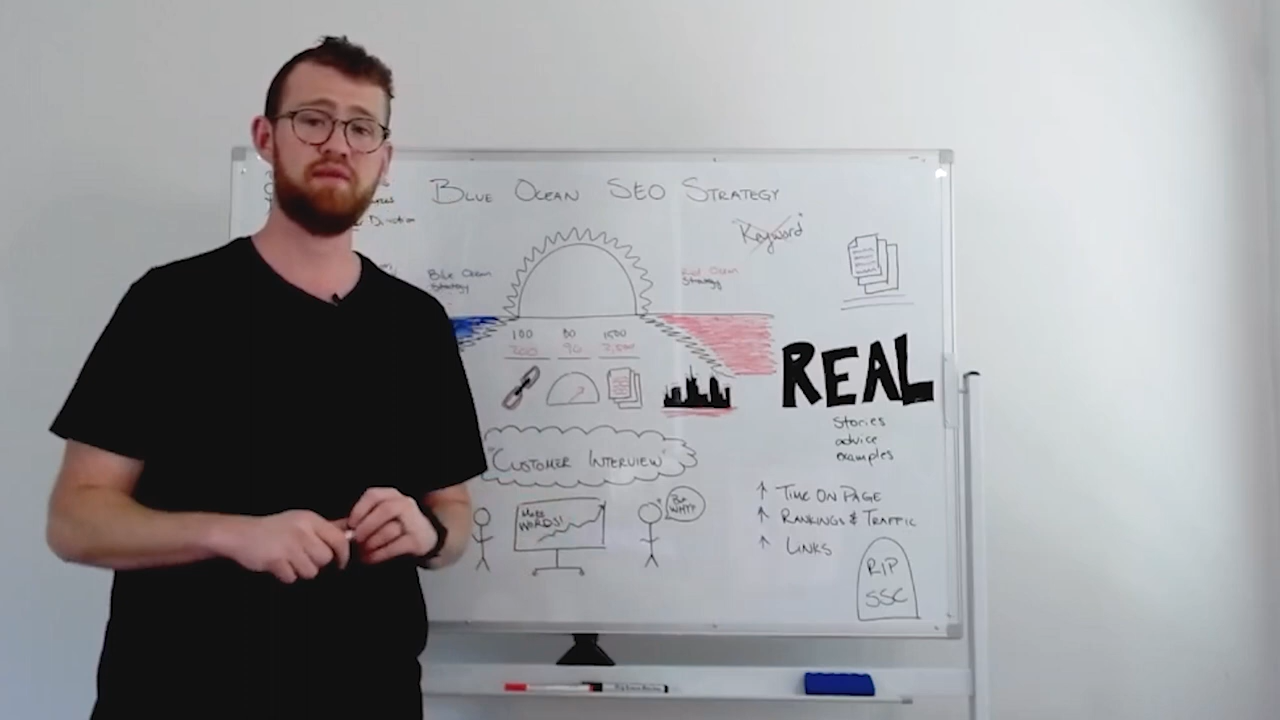 BLUE OCEAN SEO STRATEGY
"Keyword"
Direction
Blue Ocean
Strategy
Red Ocean
Strategy
100 80 1500
200 90 2,500
REAL
Stories
advice
examples
"CUSTOMER INTERVIEW"
More
WORDS!
But
WHY?
↑ TIME ON PAGE
↑ RANKINGS & TRAFFIC
↑ LINKS
RIP
SSC